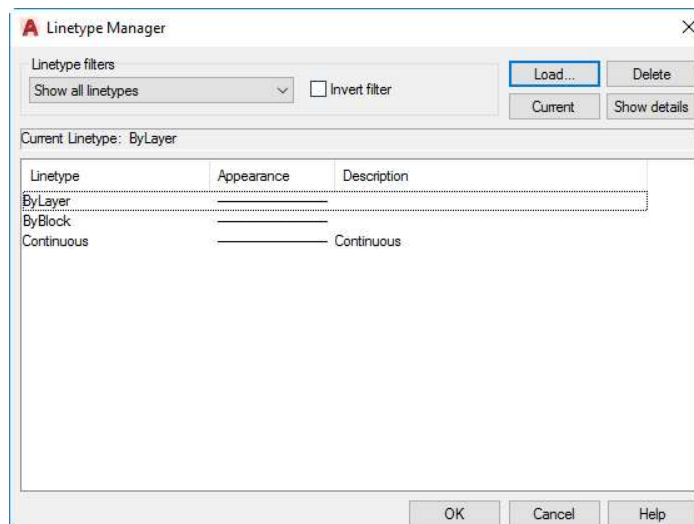 Linetype Manager
Linetype filters
Show all linetypes
Invert filter
Load...
Delete
Current
Show details
Current Linetype: ByLayer
Linetype Appearance Description
ByLayer
ByBlock
Continuous Continuous
OK Cancel Help